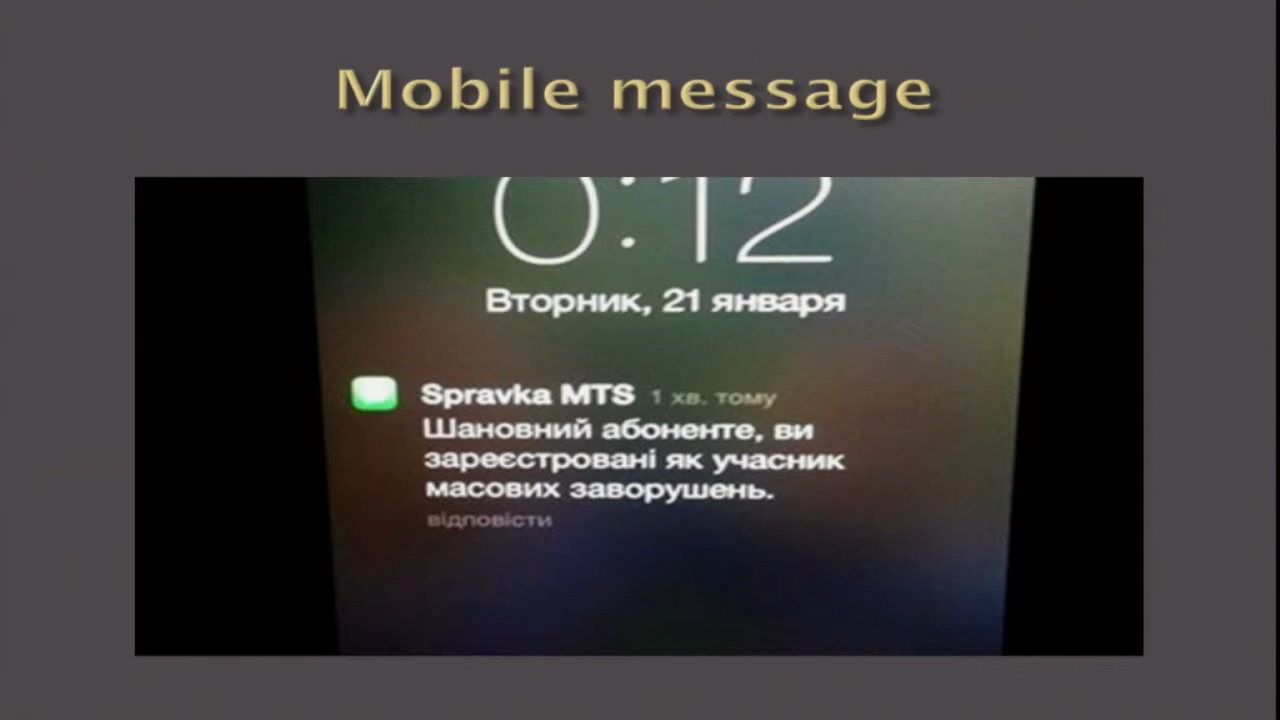 Mobile message
0:12
Вторник, 21 января
Spravka MTS 1 хв. тому
Шановний абоненте, ви
зареєстровані як учасник
масових заворушень.
відповісти